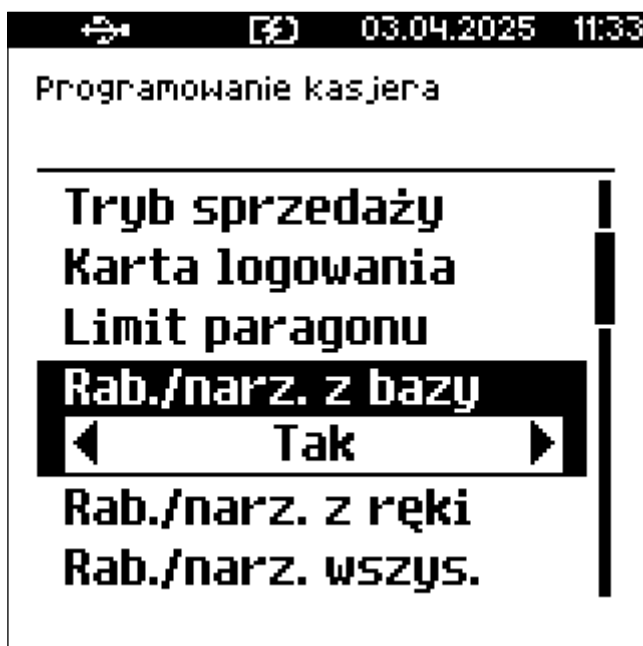 03.04.2025 11:33
Programowanie kasjera
Tryb sprzedaży
Karta logowania
Limit paragonu
Rab./narz. z bazy
Tak
Rab./narz. z ręki
Rab./narz. wszys.